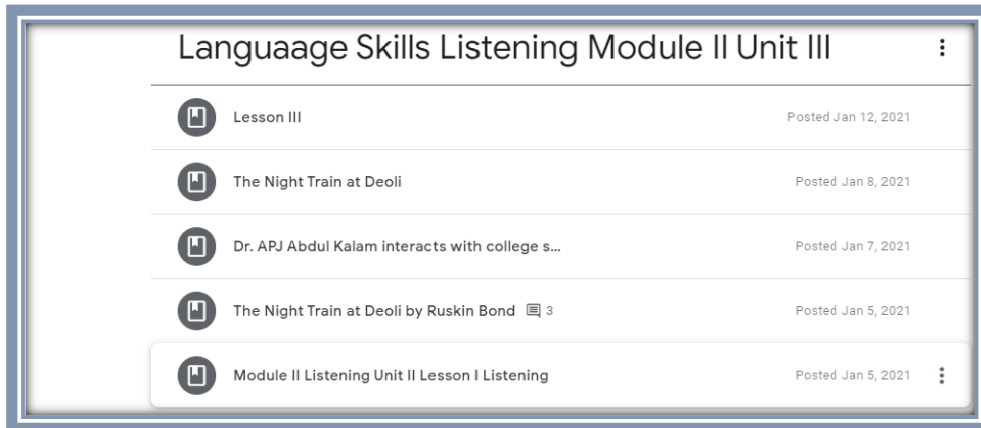 Languaage Skills Listening Module II Unit III
Lesson III Posted Jan 12, 2021
The Night Train at Deoli Posted Jan 8, 2021
Dr. APJ Abdul Kalam interacts with college s... Posted Jan 7, 2021
The Night Train at Deoli by Ruskin Bond 3 Posted Jan 5, 2021
Module II Listening Unit II Lesson I Listening Posted Jan 5, 2021